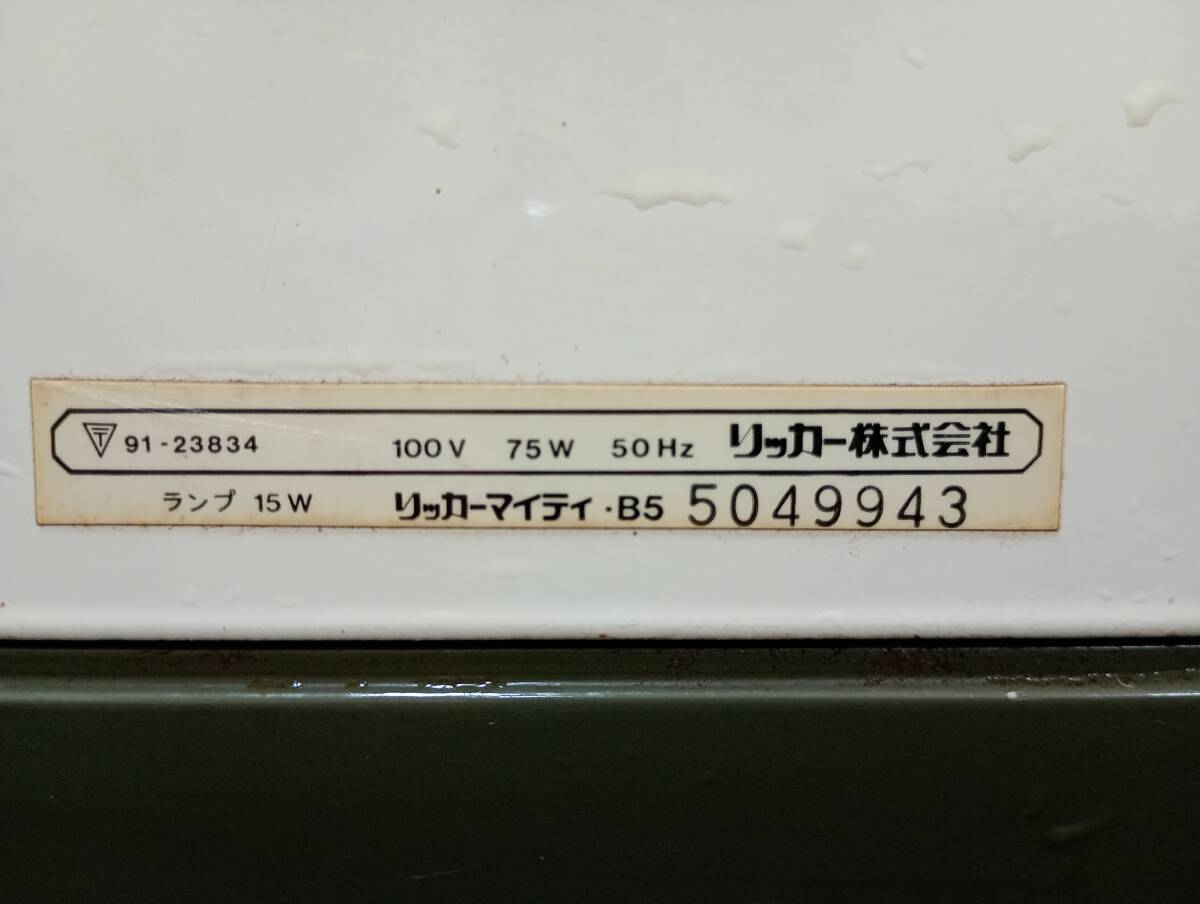 〒 91-23834 100V 75W 50Hz リッカー株式会社
ランプ 15W リッカーマイティ・B5 5049943